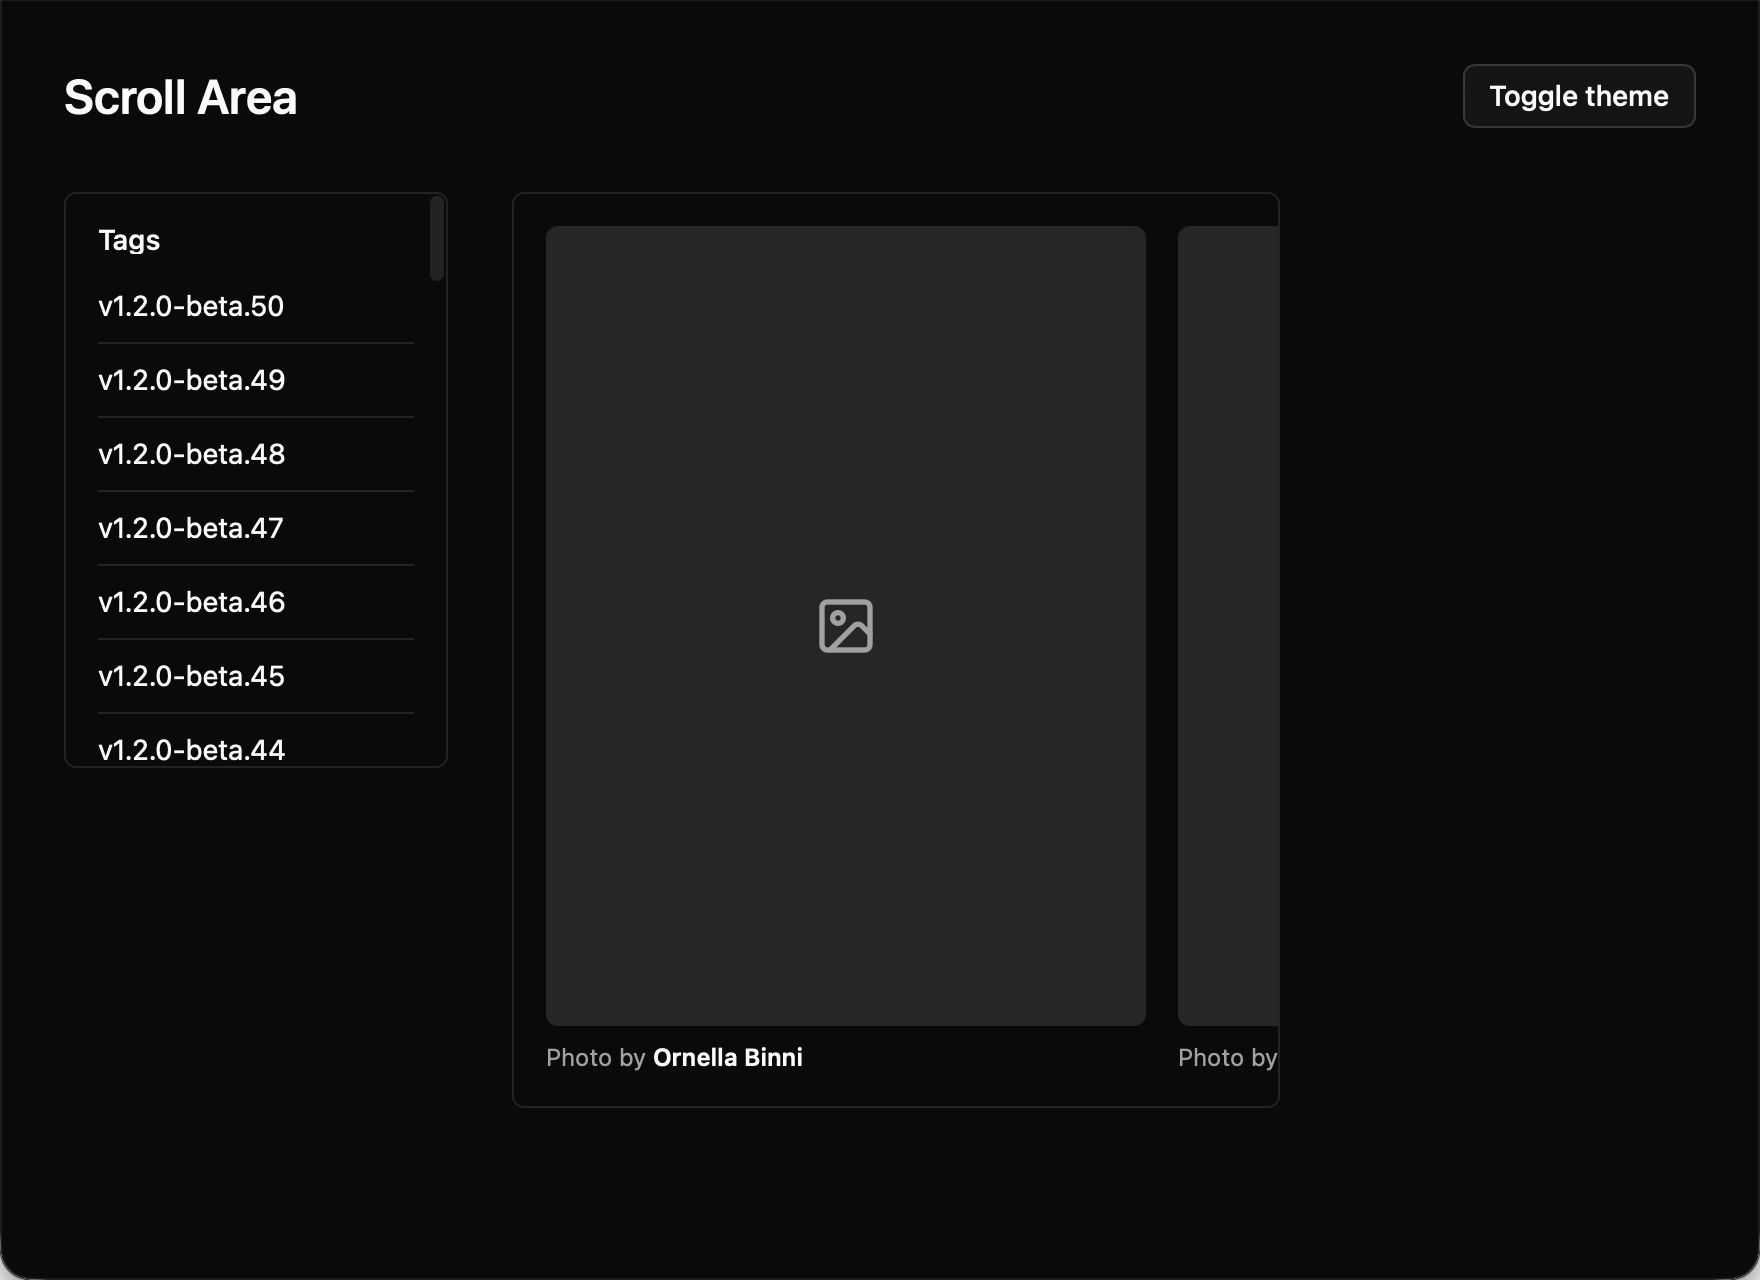 Scroll Area
Toggle theme
Tags
v1.2.0-beta.50
v1.2.0-beta.49
v1.2.0-beta.48
v1.2.0-beta.47
v1.2.0-beta.46
v1.2.0-beta.45
v1.2.0-beta.44
Photo by Ornella Binni
Photo by